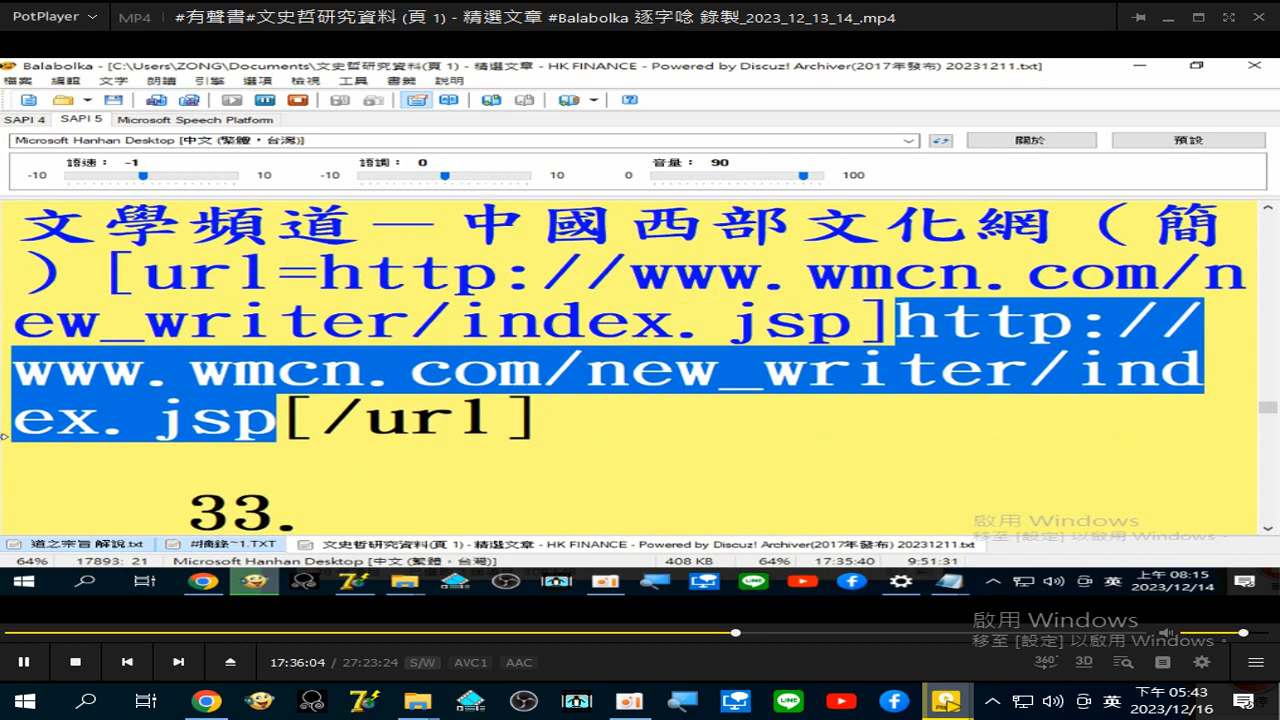 PotPlayer MP4 #有聲書#文史哲研究資料 (頁 1) - 精選文章 #Balabolka 逐字唸 錄製_2023_12_13_14_.mp4
Balabolka - [C:\Users\ZONG\Documents\文史哲研究資料(頁 1) - 精選文章 - HK FINANCE - Powered by Discuz! Archiver(2017年發布) 20231211.txt]
檔案 編輯 文字 朗讀 引擎 選項 檢視 工具 書籤 說明
SAPI 4 SAPI 5 Microsoft Speech Platform
Microsoft Hanhan Desktop [中文 (繁體，台灣)] 關於 預設
語速： -1 語調： 0 音量： 90
-10 10 -10 10 0 100
文學頻道－中國西部文化網（簡
）[url=http://www.wmcn.com/n
ew_writer/index.jsp]http://
www.wmcn.com/new_writer/ind
ex.jsp[/url]
33.
啟用 Windows
移至 [設定] 以啟用 Windows。
道之宗旨 解說.txt #摘錄~1.TXT 文史哲研究資料(頁 1) - 精選文章 - HK FINANCE - Powered by Discuz! Archiver(2017年發布) 20231211.txt
64% 17893: 21 Microsoft Hanhan Desktop [中文 (繁體，台灣)] 408 KB 64% 17:35:40 9:51:31
英 上午 08:15
2023/12/14
啟用 Windows
移至 [設定] 以啟用 Windows。
17:36:04 / 27:23:24 S/W AVC1 AAC 360° 3D
英 下午 05:43
2023/12/16